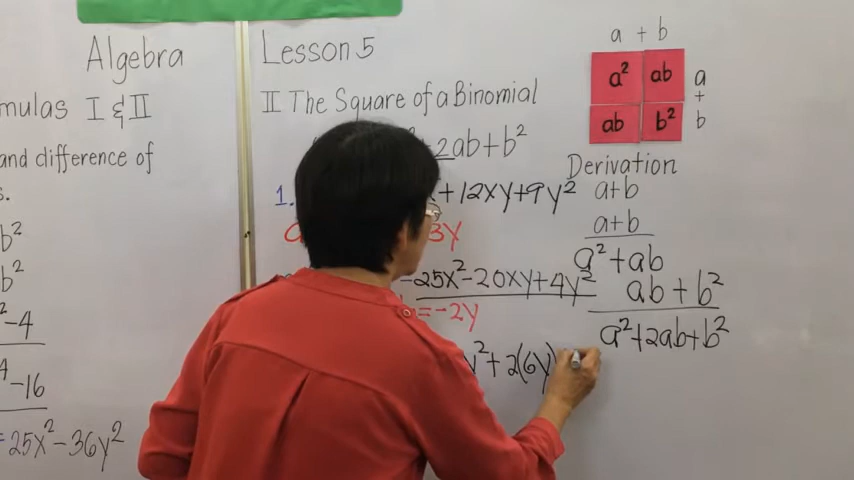 Algebra
mulas I & II
and difference of
s.
b²
b²
²-4
4 -16
=25x²-36y²
Lesson 5
II The Square of a Binomial
²+2ab+b²
1. +12xy+9y²
a 3y
-25x²-20xy+4y²
=-2y
y²+2(6y)
a + b
a² ab a
+
ab b² b
Derivation
a+b
a+b
a²+ab
ab+b²
a²+2ab+b²